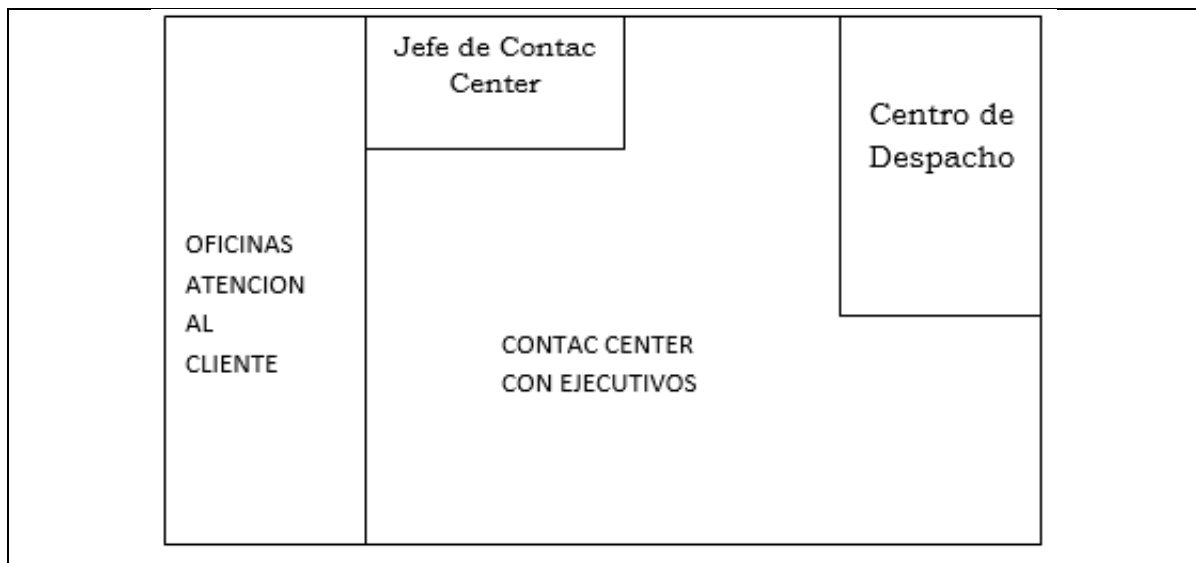 Jefe de Contac
Center
Centro de
Despacho
OFICINAS
ATENCION
AL
CLIENTE
CONTAC CENTER
CON EJECUTIVOS